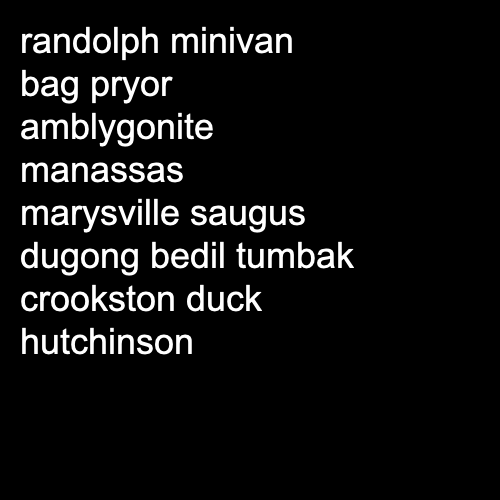 randolph minivan
bag pryor
amblygonite
manassas
marysville saugus
dugong bedil tumbak
crookston duck
hutchinson